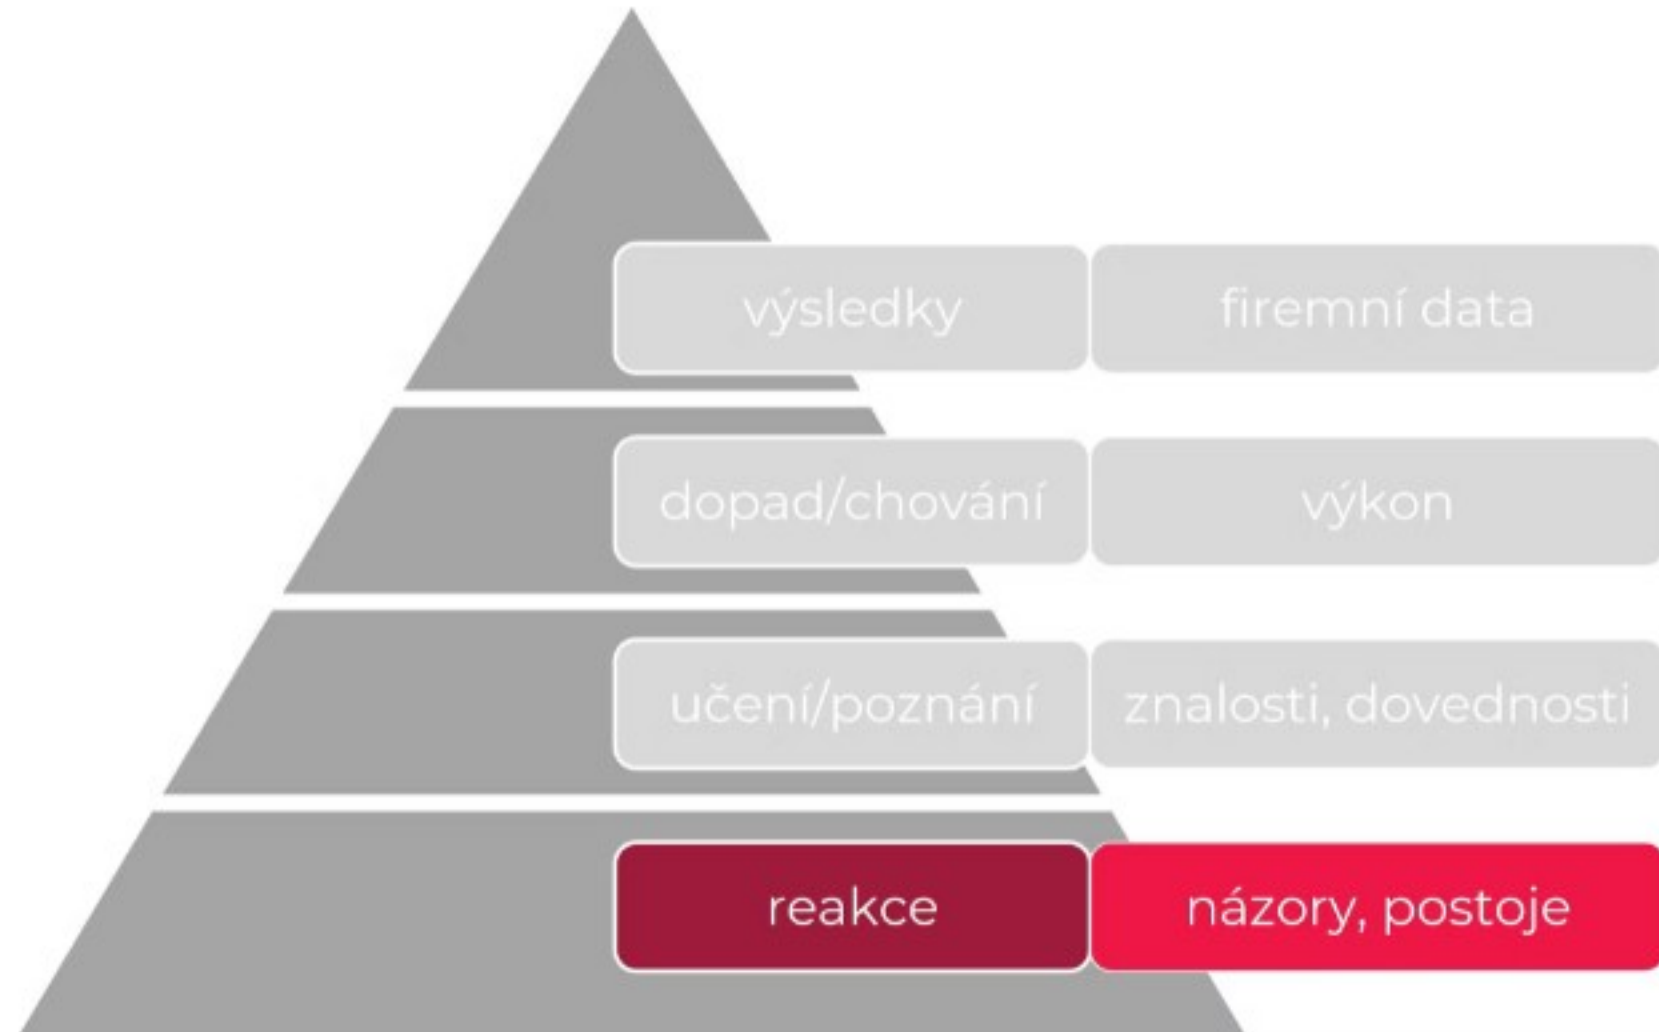 výsledky firemní data
dopad/chování výkon
učení/poznání znalosti, dovednosti
reakce názory, postoje